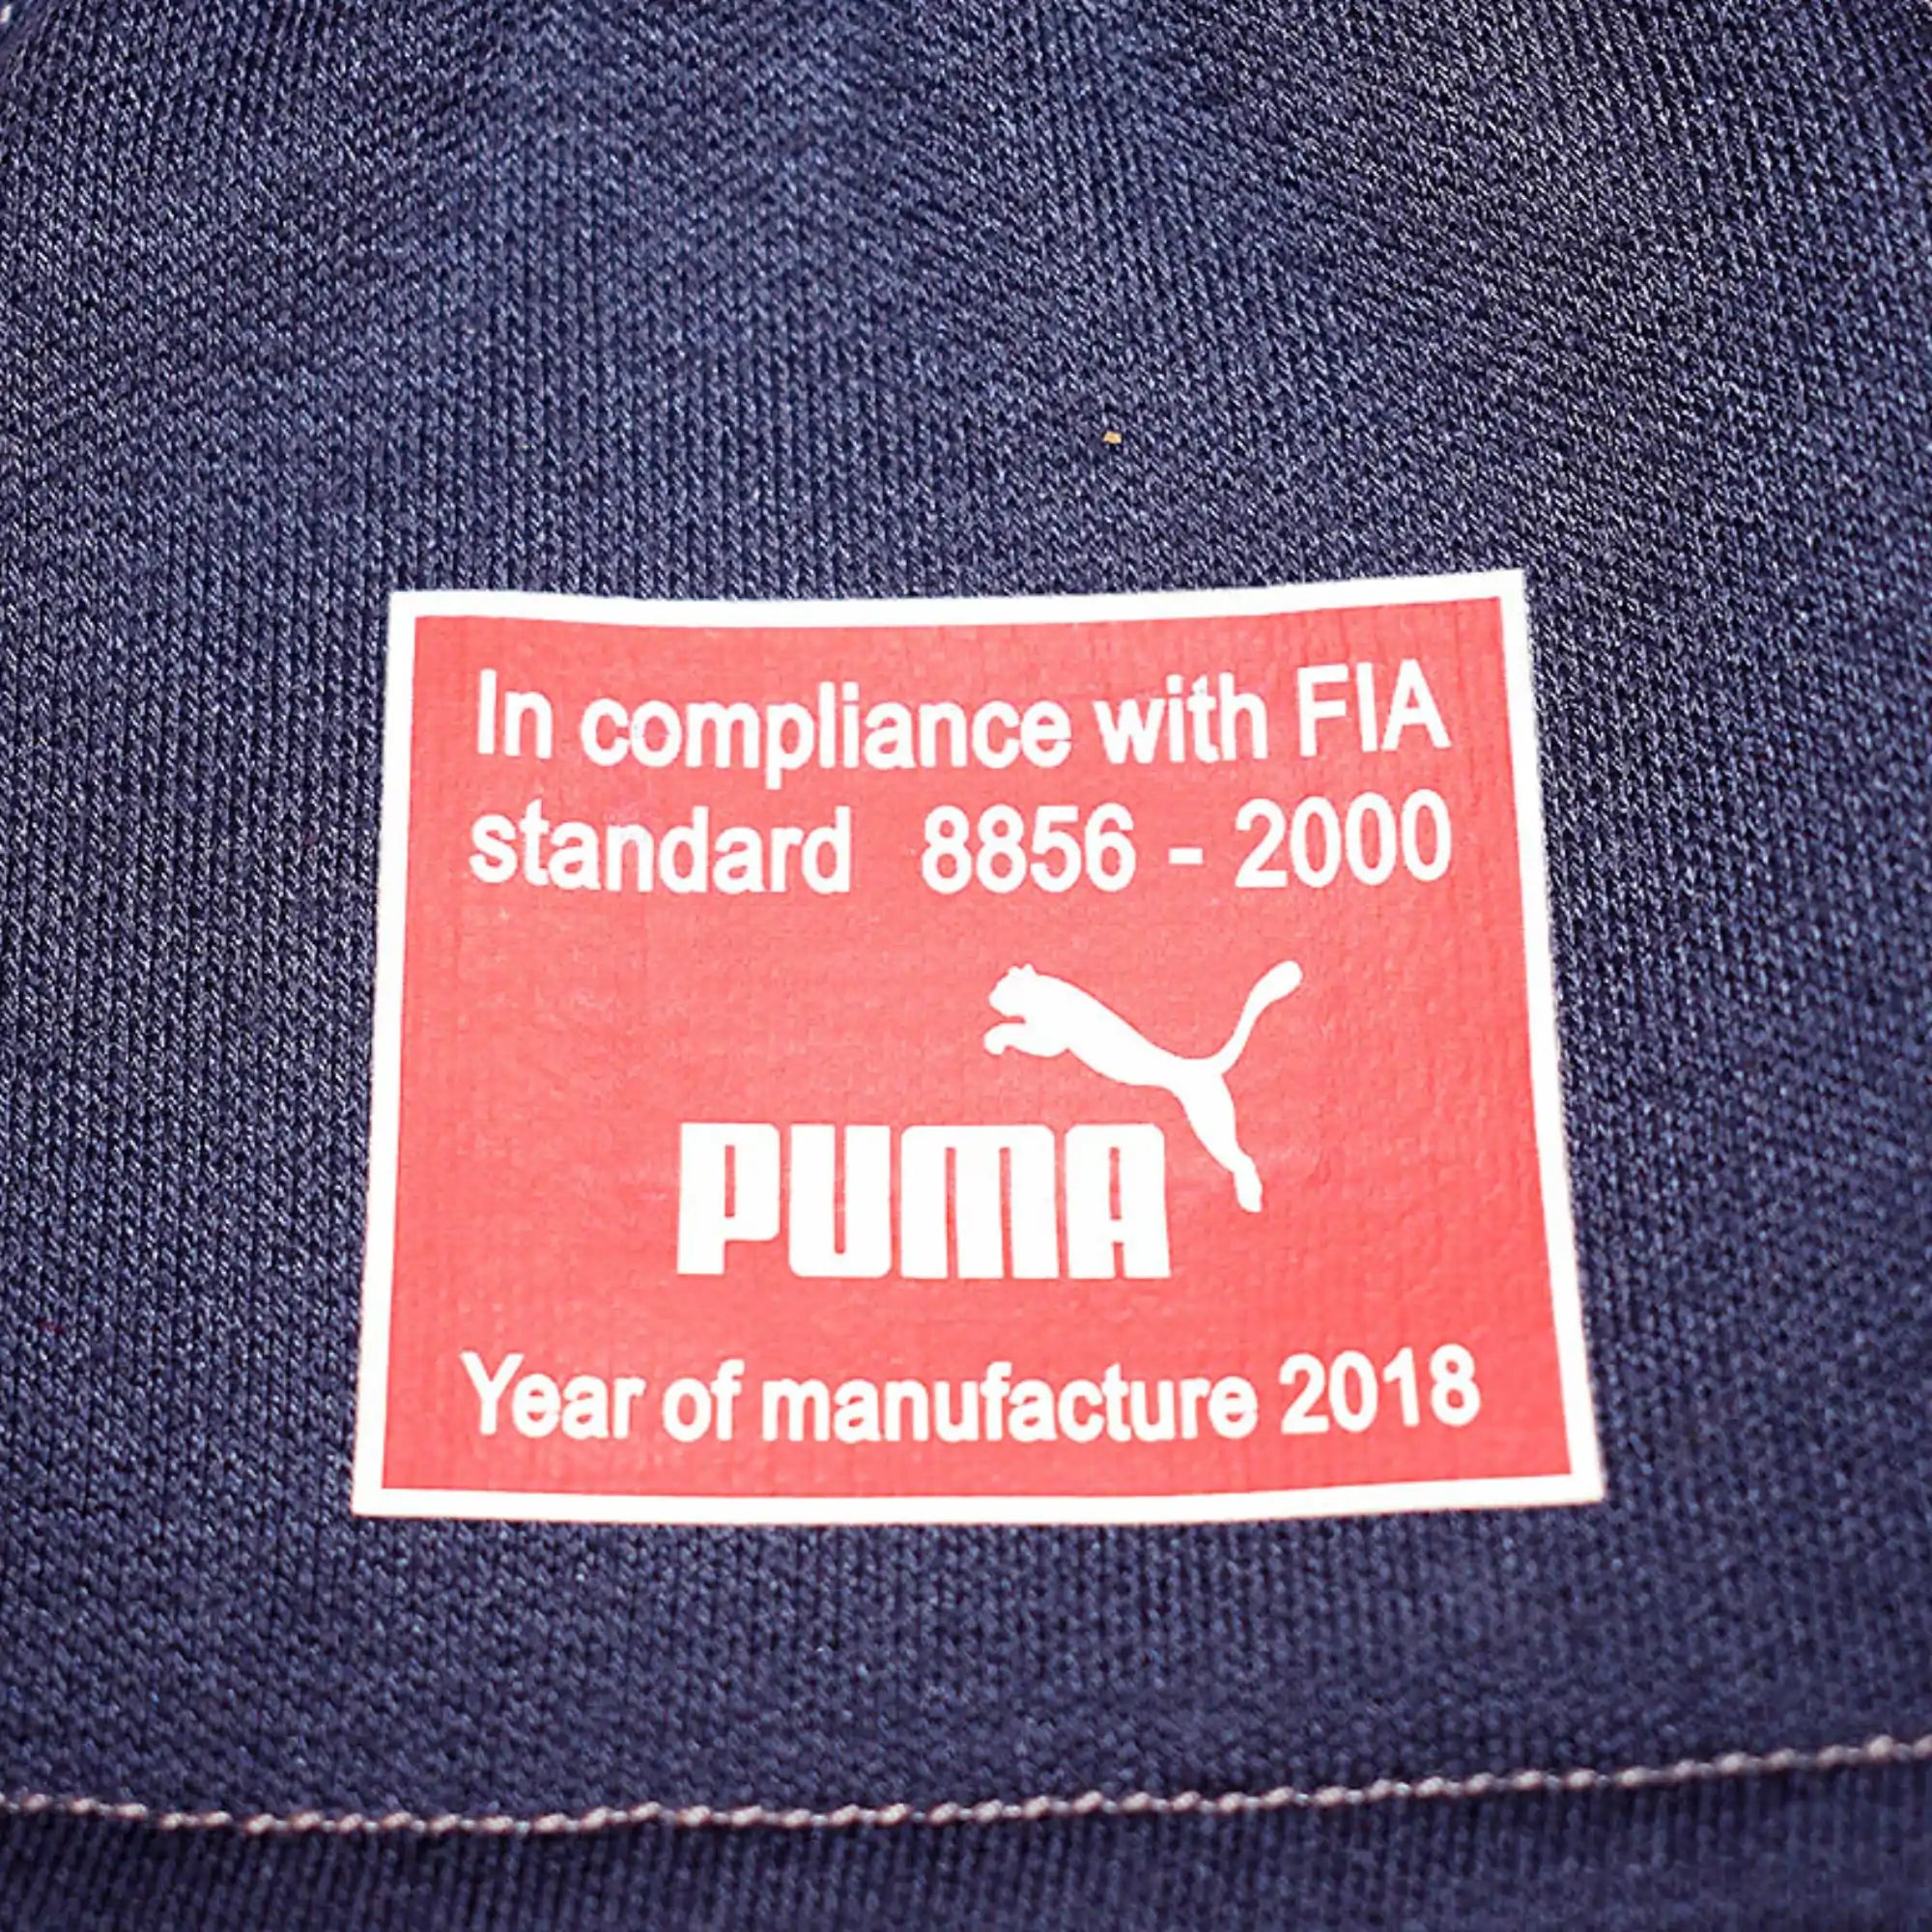 In compliance with FIA
standard 8856 - 2000
PUMA
Year of manufacture 2018